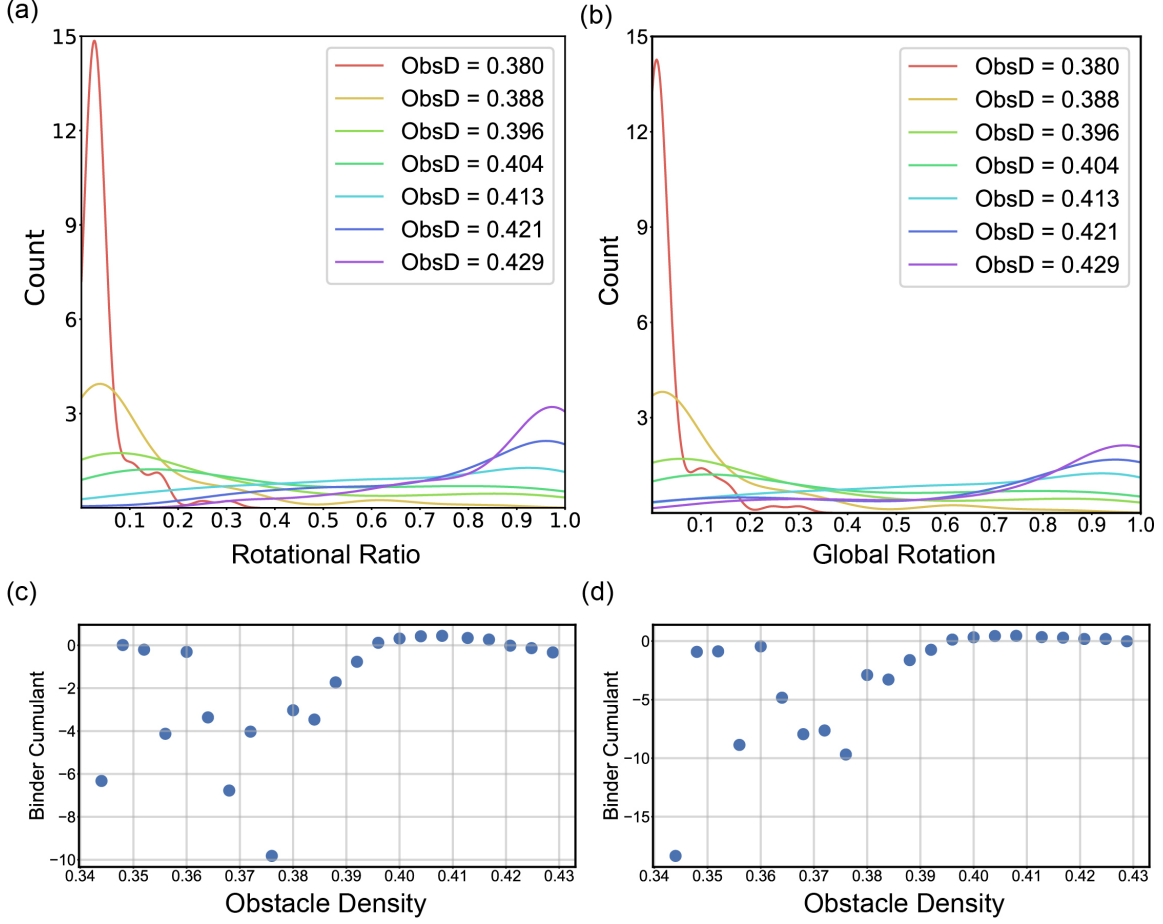 (a)
15
12
9
6
3
Count
ObsD = 0.380
ObsD = 0.388
ObsD = 0.396
ObsD = 0.404
ObsD = 0.413
ObsD = 0.421
ObsD = 0.429
0.1 0.2 0.3 0.4 0.5 0.6 0.7 0.8 0.9 1.0
Rotational Ratio
(b)
15
12
9
6
3
Count
ObsD = 0.380
ObsD = 0.388
ObsD = 0.396
ObsD = 0.404
ObsD = 0.413
ObsD = 0.421
ObsD = 0.429
0.1 0.2 0.3 0.4 0.5 0.6 0.7 0.8 0.9 1.0
Global Rotation
(c)
0
−2
−4
−6
−8
−10
Binder Cumulant
0.34 0.35 0.36 0.37 0.38 0.39 0.40 0.41 0.42 0.43
Obstacle Density
(d)
0
−5
−10
−15
Binder Cumulant
0.34 0.35 0.36 0.37 0.38 0.39 0.40 0.41 0.42 0.43
Obstacle Density